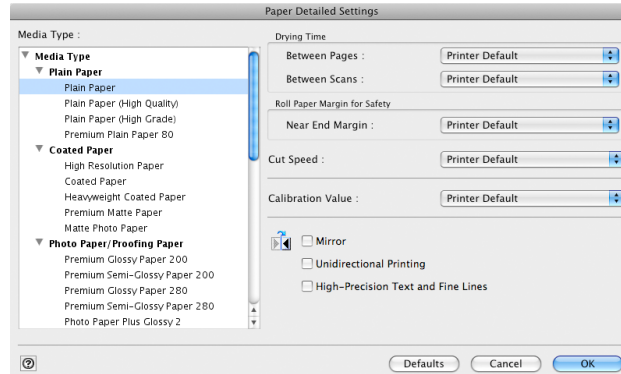 Paper Detailed Settings
Media Type :
Media Type
Plain Paper
Plain Paper
Plain Paper (High Quality)
Plain Paper (High Grade)
Premium Plain Paper 80
Coated Paper
High Resolution Paper
Coated Paper
Heavyweight Coated Paper
Premium Matte Paper
Matte Photo Paper
Photo Paper/Proofing Paper
Premium Glossy Paper 200
Premium Semi-Glossy Paper 200
Premium Glossy Paper 280
Premium Semi-Glossy Paper 280
Photo Paper Plus Glossy 2
Drying Time
Between Pages : Printer Default
Between Scans : Printer Default
Roll Paper Margin for Safety
Near End Margin : Printer Default
Cut Speed : Printer Default
Calibration Value : Printer Default
Mirror
Unidirectional Printing
High-Precision Text and Fine Lines
? Defaults Cancel OK